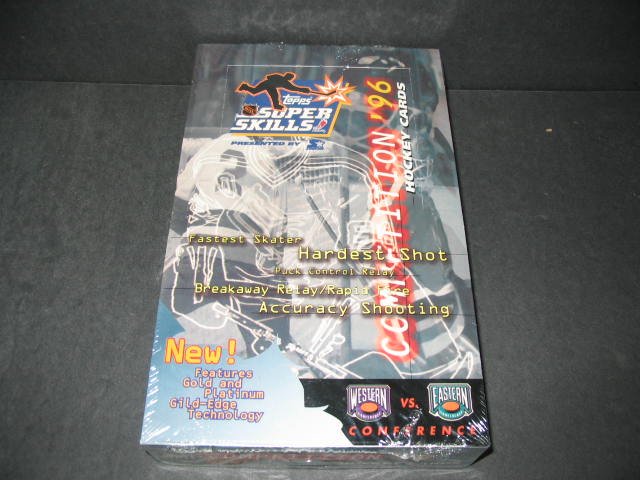 Topps
SUPER
SKILLS
PRESENTED BY
COMPETITION '96
HOCKEY CARDS
Fastest Skater
Hardest Shot
Puck Control Relay
Breakaway Relay/Rapid Fire
Accuracy Shooting
New!
Features
Gold and
Platinum
Gild-Edge
Technology
WESTERN VS. EASTERN
CONFERENCE